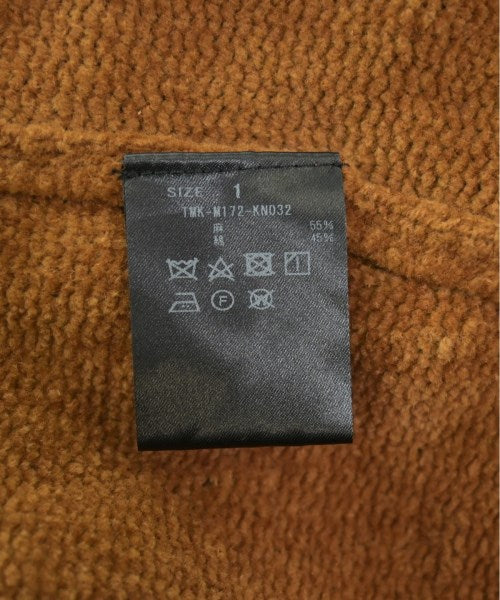 SIZE 1
TMK-M172-KN032
麻 55%
綿 45%
F
W